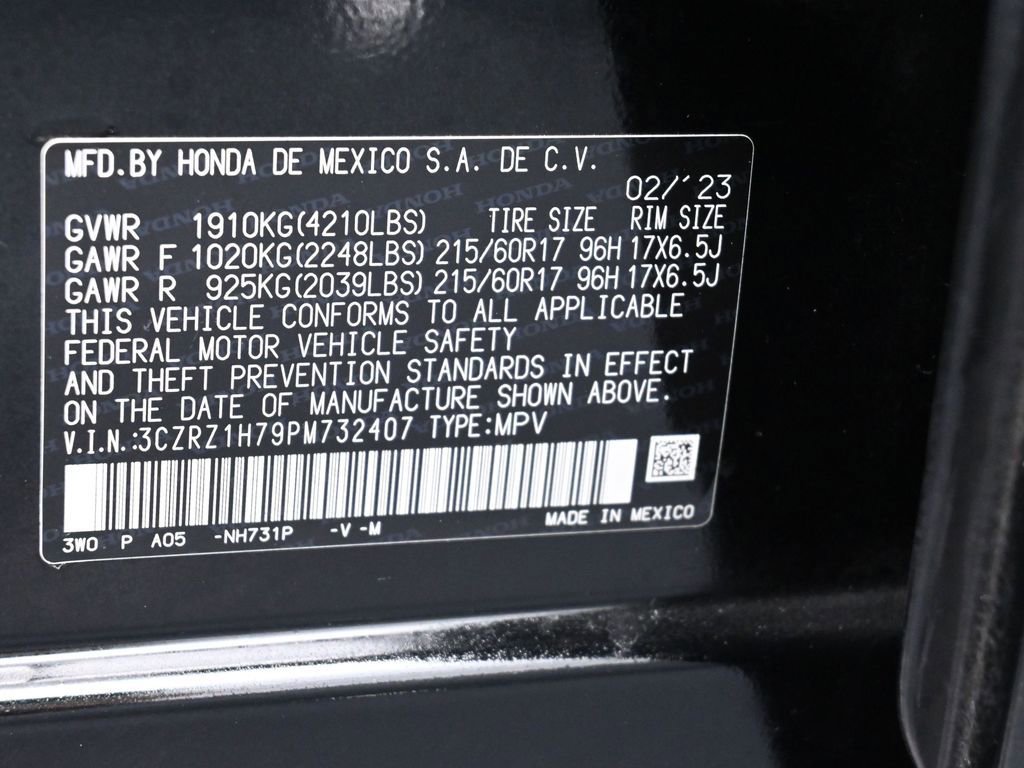 MFD.BY HONDA DE MEXICO S.A. DE C.V.
02/'23
GVWR 1910KG(4210LBS) TIRE SIZE RIM SIZE
GAWR F 1020KG(2248LBS) 215/60R17 96H 17X6.5J
GAWR R 925KG(2039LBS) 215/60R17 96H 17X6.5J
THIS VEHICLE CONFORMS TO ALL APPLICABLE
FEDERAL MOTOR VEHICLE SAFETY
AND THEFT PREVENTION STANDARDS IN EFFECT
ON THE DATE OF MANUFACTURE SHOWN ABOVE.
V.I.N.:3CZRZ1H79PM732407 TYPE:MPV
MADE IN MEXICO
3W0 P A05 -NH731P -V -M